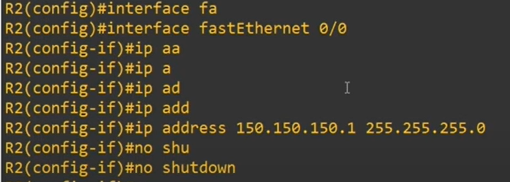 R2(config)#interface fa
R2(config)#interface fastEthernet 0/0
R2(config-if)#ip aa
R2(config-if)#ip a
R2(config-if)#ip ad
R2(config-if)#ip add
R2(config-if)#ip address 150.150.150.1 255.255.255.0
R2(config-if)#no shu
R2(config-if)#no shutdown